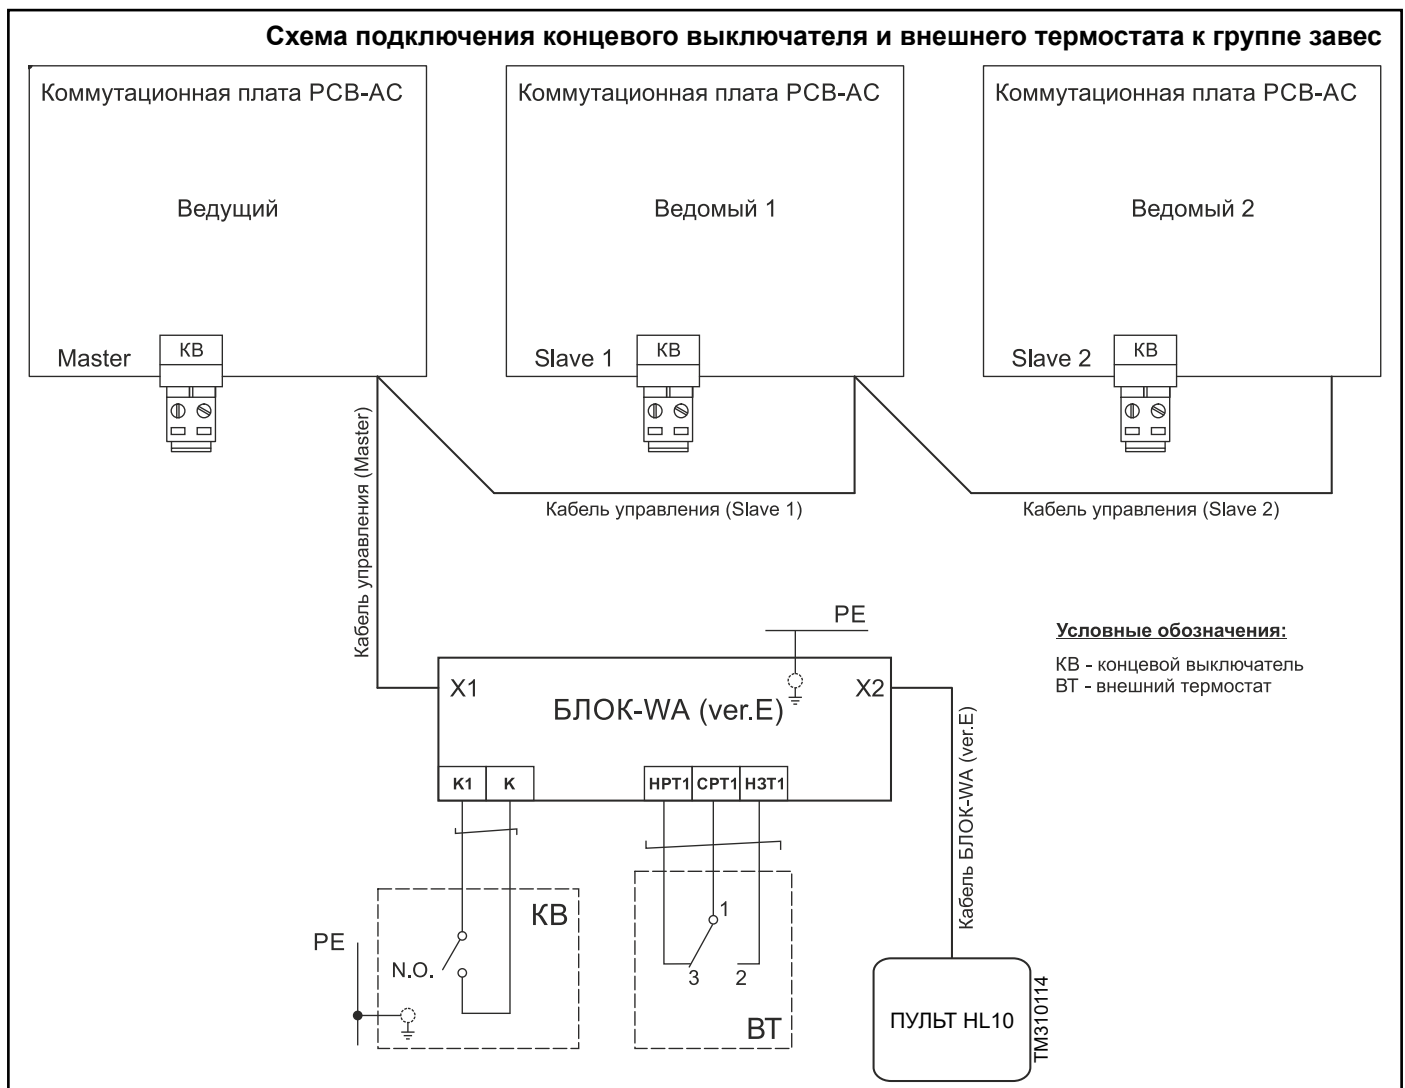 Схема подключения концевого выключателя и внешнего термостата к группе завес
Коммутационная плата PCB-AC
Коммутационная плата PCB-AC
Коммутационная плата PCB-AC
Ведущий
Ведомый 1
Ведомый 2
Master
КВ
Slave 1
КВ
Slave 2
КВ
Кабель управления (Master)
Кабель управления (Slave 1)
Кабель управления (Slave 2)
PE
Условные обозначения:
КВ - концевой выключатель
ВТ - внешний термостат
X1
X2
БЛОК-WA (ver.E)
K1
K
НРТ1
СРТ1
НЗТ1
Кабель БЛОК-WA (ver.E)
КВ
PE
N.O.
1
3
2
ВТ
ПУЛЬТ HL10
TM310114